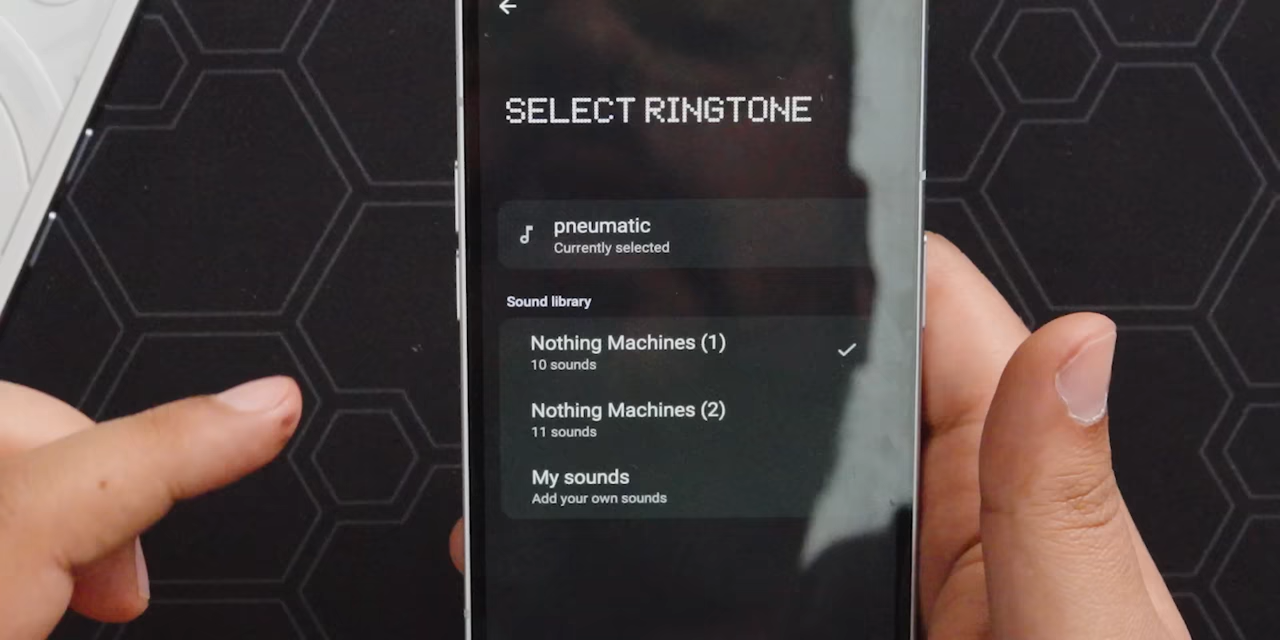 SELECT RINGTONE
pneumatic
Currently selected
Sound library
Nothing Machines (1)
10 sounds
Nothing Machines (2)
11 sounds
My sounds
Add your own sounds